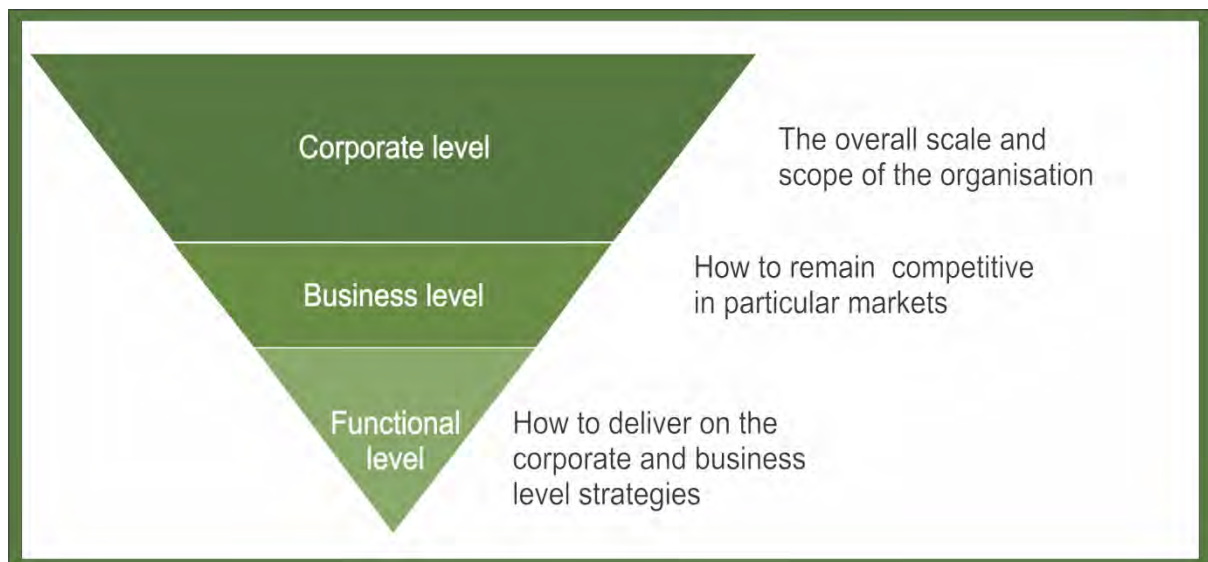 Corporate level
The overall scale and
scope of the organisation
Business level
How to remain  competitive
in particular markets
Functional
level
How to deliver on the
corporate and business
level strategies